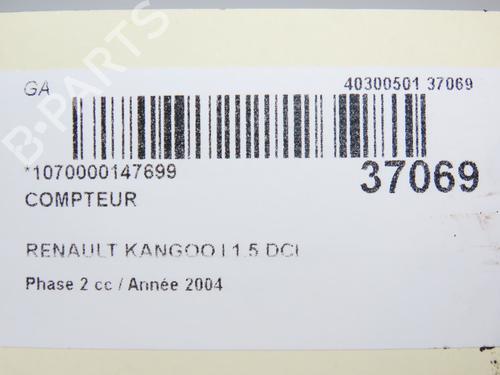 GA
40300501 37069
*1070000147699
37069
COMPTEUR
RENAULT KANGOO I 1.5 DCI
Phase 2 cc / Année 2004
B-PARTS